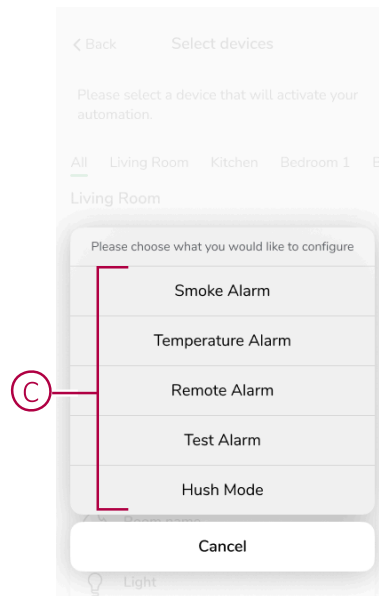 Back Select devices
Please select a device that will activate your
automation.
All Living Room Kitchen Bedroom 1 B
Living Room
Please choose what you would like to configure
Smoke Alarm
Temperature Alarm
C
Remote Alarm
Test Alarm
Hush Mode
Room name
Cancel
Light